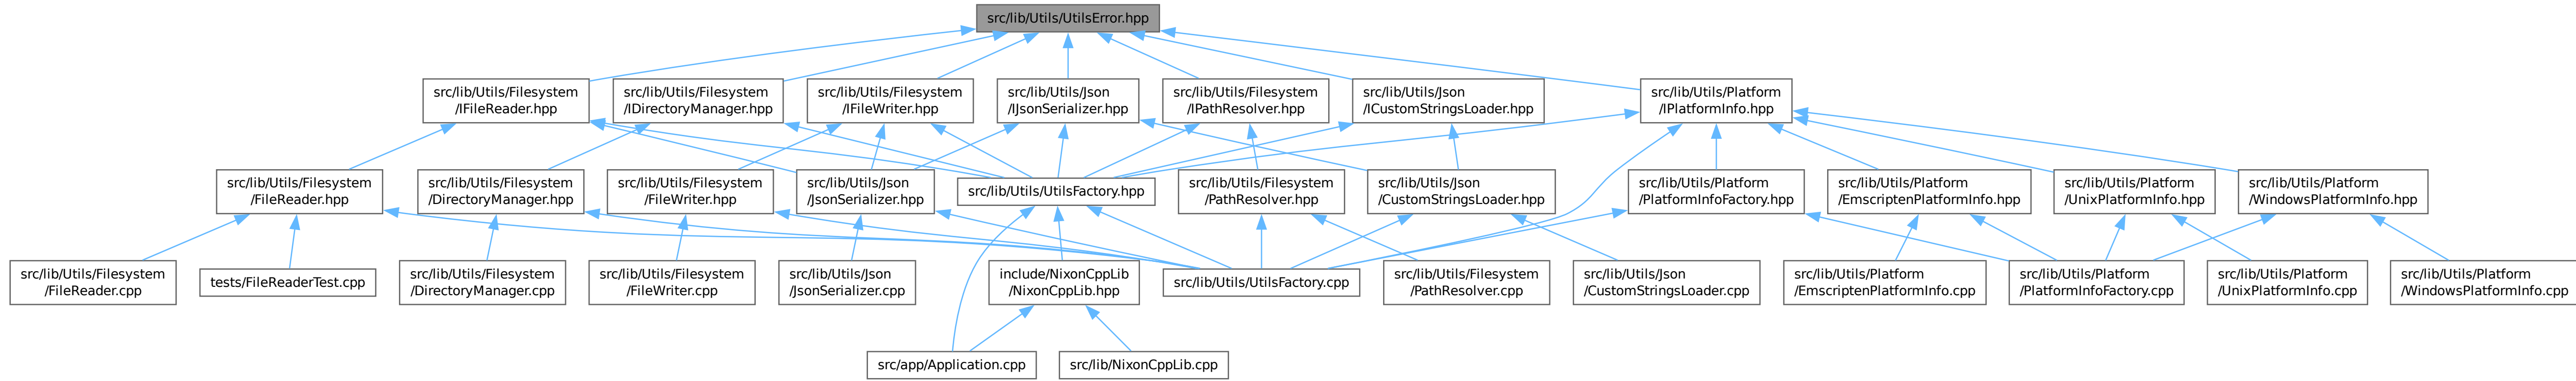 src/lib/Utils/UtilsError.hpp
src/lib/Utils/Filesystem
/IFileReader.hpp
src/lib/Utils/Filesystem
/IDirectoryManager.hpp
src/lib/Utils/Filesystem
/IFileWriter.hpp
src/lib/Utils/Json
/IJsonSerializer.hpp
src/lib/Utils/Filesystem
/IPathResolver.hpp
src/lib/Utils/Json
/ICustomStringsLoader.hpp
src/lib/Utils/Platform
/IPlatformInfo.hpp
src/lib/Utils/Filesystem
/FileReader.hpp
src/lib/Utils/Filesystem
/DirectoryManager.hpp
src/lib/Utils/Filesystem
/FileWriter.hpp
src/lib/Utils/Json
/JsonSerializer.hpp
src/lib/Utils/UtilsFactory.hpp
src/lib/Utils/Filesystem
/PathResolver.hpp
src/lib/Utils/Json
/CustomStringsLoader.hpp
src/lib/Utils/Platform
/PlatformInfoFactory.hpp
src/lib/Utils/Platform
/EmscriptenPlatformInfo.hpp
src/lib/Utils/Platform
/UnixPlatformInfo.hpp
src/lib/Utils/Platform
/WindowsPlatformInfo.hpp
src/lib/Utils/Filesystem
/FileReader.cpp
tests/FileReaderTest.cpp
src/lib/Utils/Filesystem
/DirectoryManager.cpp
src/lib/Utils/Filesystem
/FileWriter.cpp
src/lib/Utils/Json
/JsonSerializer.cpp
include/NixonCppLib
/NixonCppLib.hpp
src/lib/Utils/UtilsFactory.cpp
src/lib/Utils/Filesystem
/PathResolver.cpp
src/lib/Utils/Json
/CustomStringsLoader.cpp
src/lib/Utils/Platform
/EmscriptenPlatformInfo.cpp
src/lib/Utils/Platform
/PlatformInfoFactory.cpp
src/lib/Utils/Platform
/UnixPlatformInfo.cpp
src/lib/Utils/Platform
/WindowsPlatformInfo.cpp
src/app/Application.cpp
src/lib/NixonCppLib.cpp